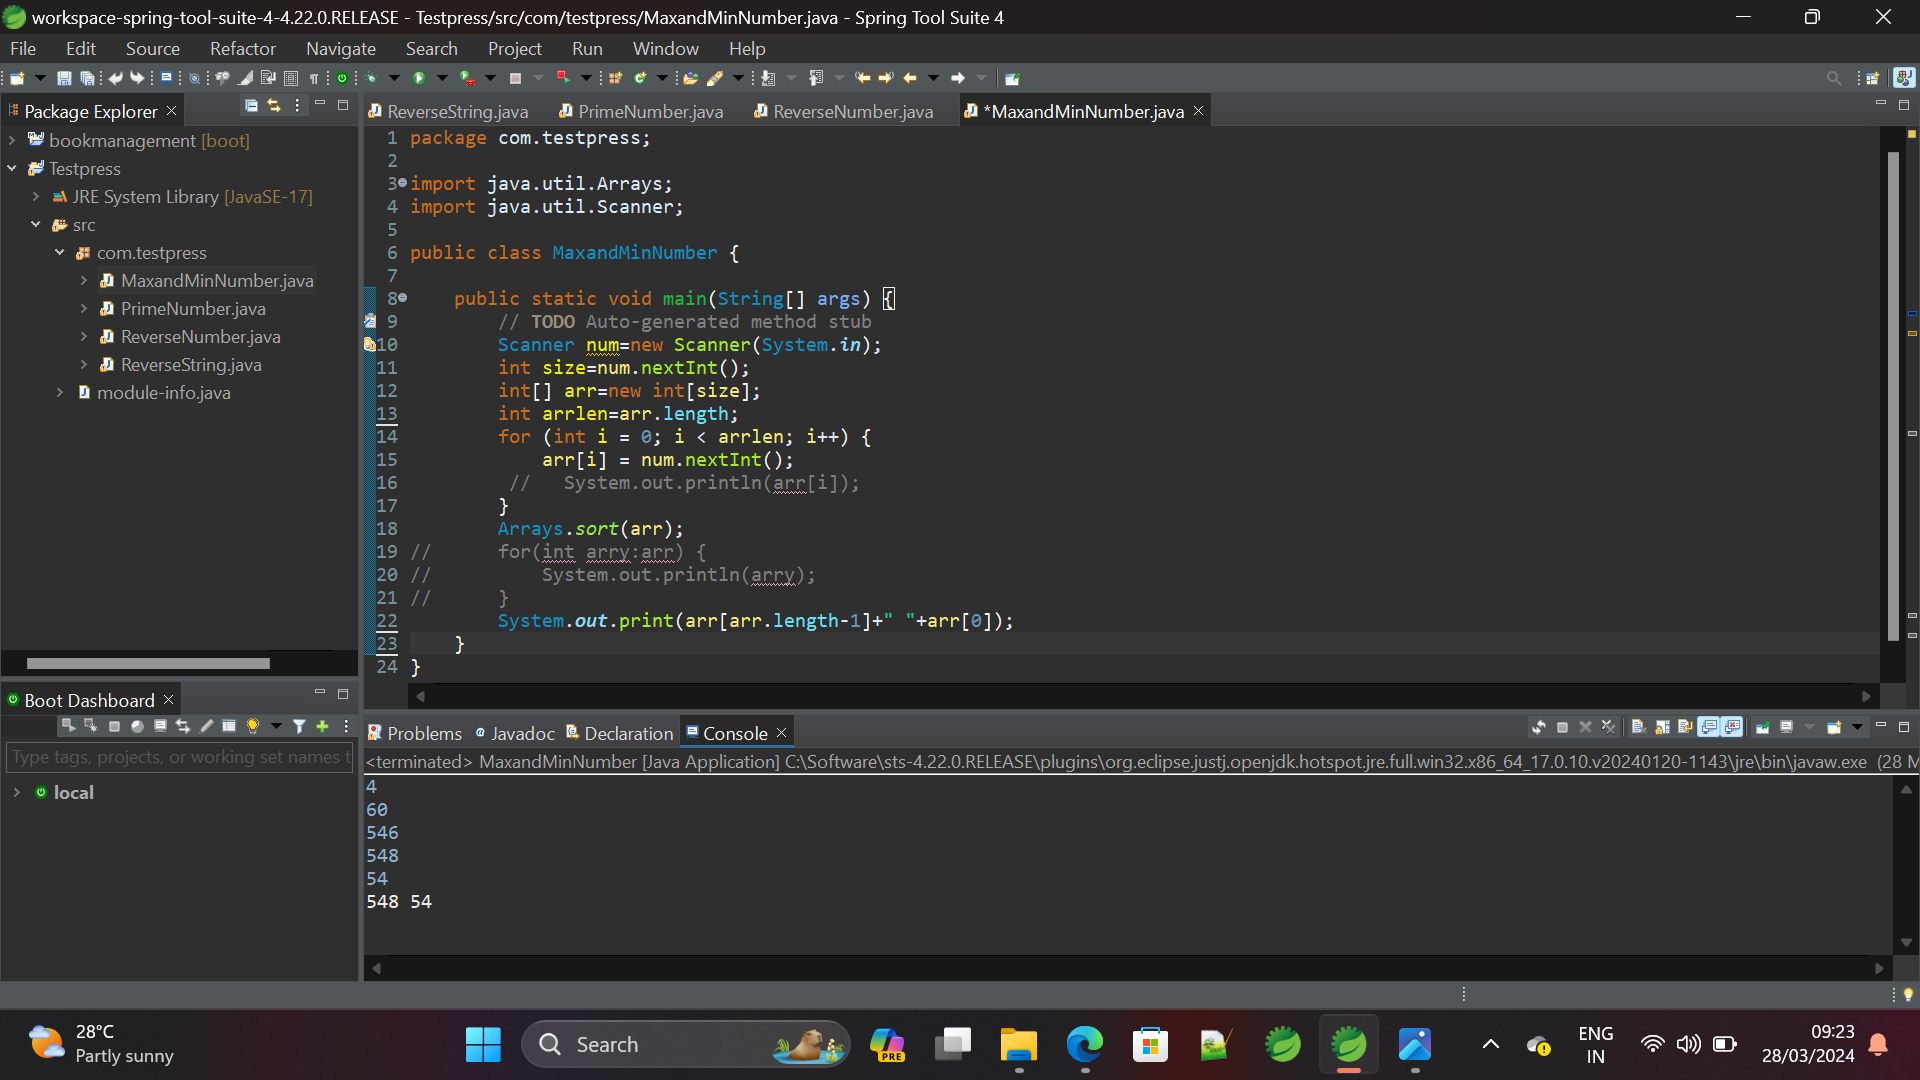 workspace-spring-tool-suite-4-4.22.0.RELEASE - Testpress/src/com/testpress/MaxandMinNumber.java - Spring Tool Suite 4
File Edit Source Refactor Navigate Search Project Run Window Help
Package Explorer
bookmanagement [boot]
Testpress
JRE System Library [JavaSE-17]
src
com.testpress
MaxandMinNumber.java
PrimeNumber.java
ReverseNumber.java
ReverseString.java
module-info.java
Boot Dashboard
Type tags, projects, or working set names t
local
ReverseString.java PrimeNumber.java ReverseNumber.java *MaxandMinNumber.java
1 package com.testpress;
2
3 import java.util.Arrays;
4 import java.util.Scanner;
5
6 public class MaxandMinNumber {
7
8 public static void main(String[] args) {
9 // TODO Auto-generated method stub
10 Scanner num=new Scanner(System.in);
11 int size=num.nextInt();
12 int[] arr=new int[size];
13 int arrlen=arr.length;
14 for (int i = 0; i < arrlen; i++) {
15 arr[i] = num.nextInt();
16 // System.out.println(arr[i]);
17 }
18 Arrays.sort(arr);
19 // for(int arry:arr) {
20 // System.out.println(arry);
21 // }
22 System.out.print(arr[arr.length-1]+" "+arr[0]);
23 }
24 }
Problems Javadoc Declaration Console
<terminated> MaxandMinNumber [Java Application] C:\Software\sts-4.22.0.RELEASE\plugins\org.eclipse.justj.openjdk.hotspot.jre.full.win32.x86_64_17.0.10.v20240120-1143\jre\bin\javaw.exe (28 M
4
60
546
548
54
548 54
28°C
Partly sunny
Search
PRE
ENG
IN
09:23
28/03/2024